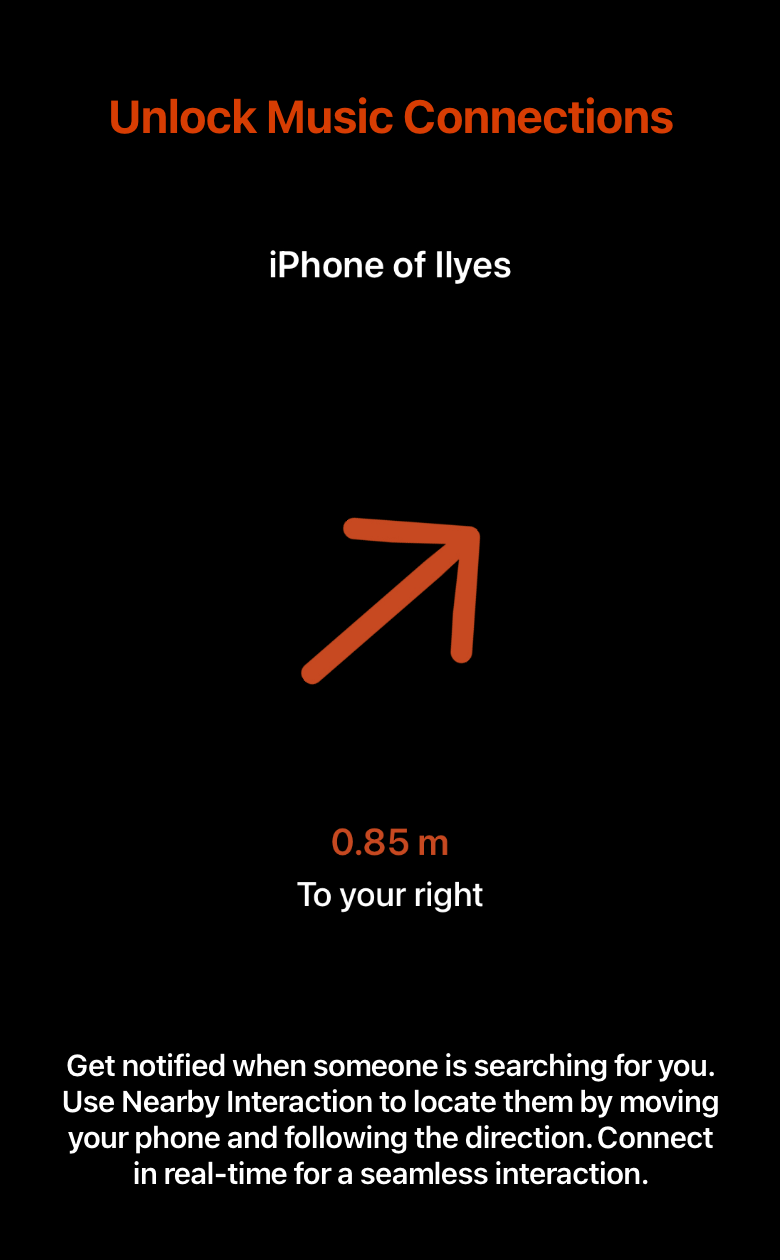 Unlock Music Connections
iPhone of Ilyes
0.85 m
To your right
Get notified when someone is searching for you.
Use Nearby Interaction to locate them by moving
your phone and following the direction. Connect
in real-time for a seamless interaction.